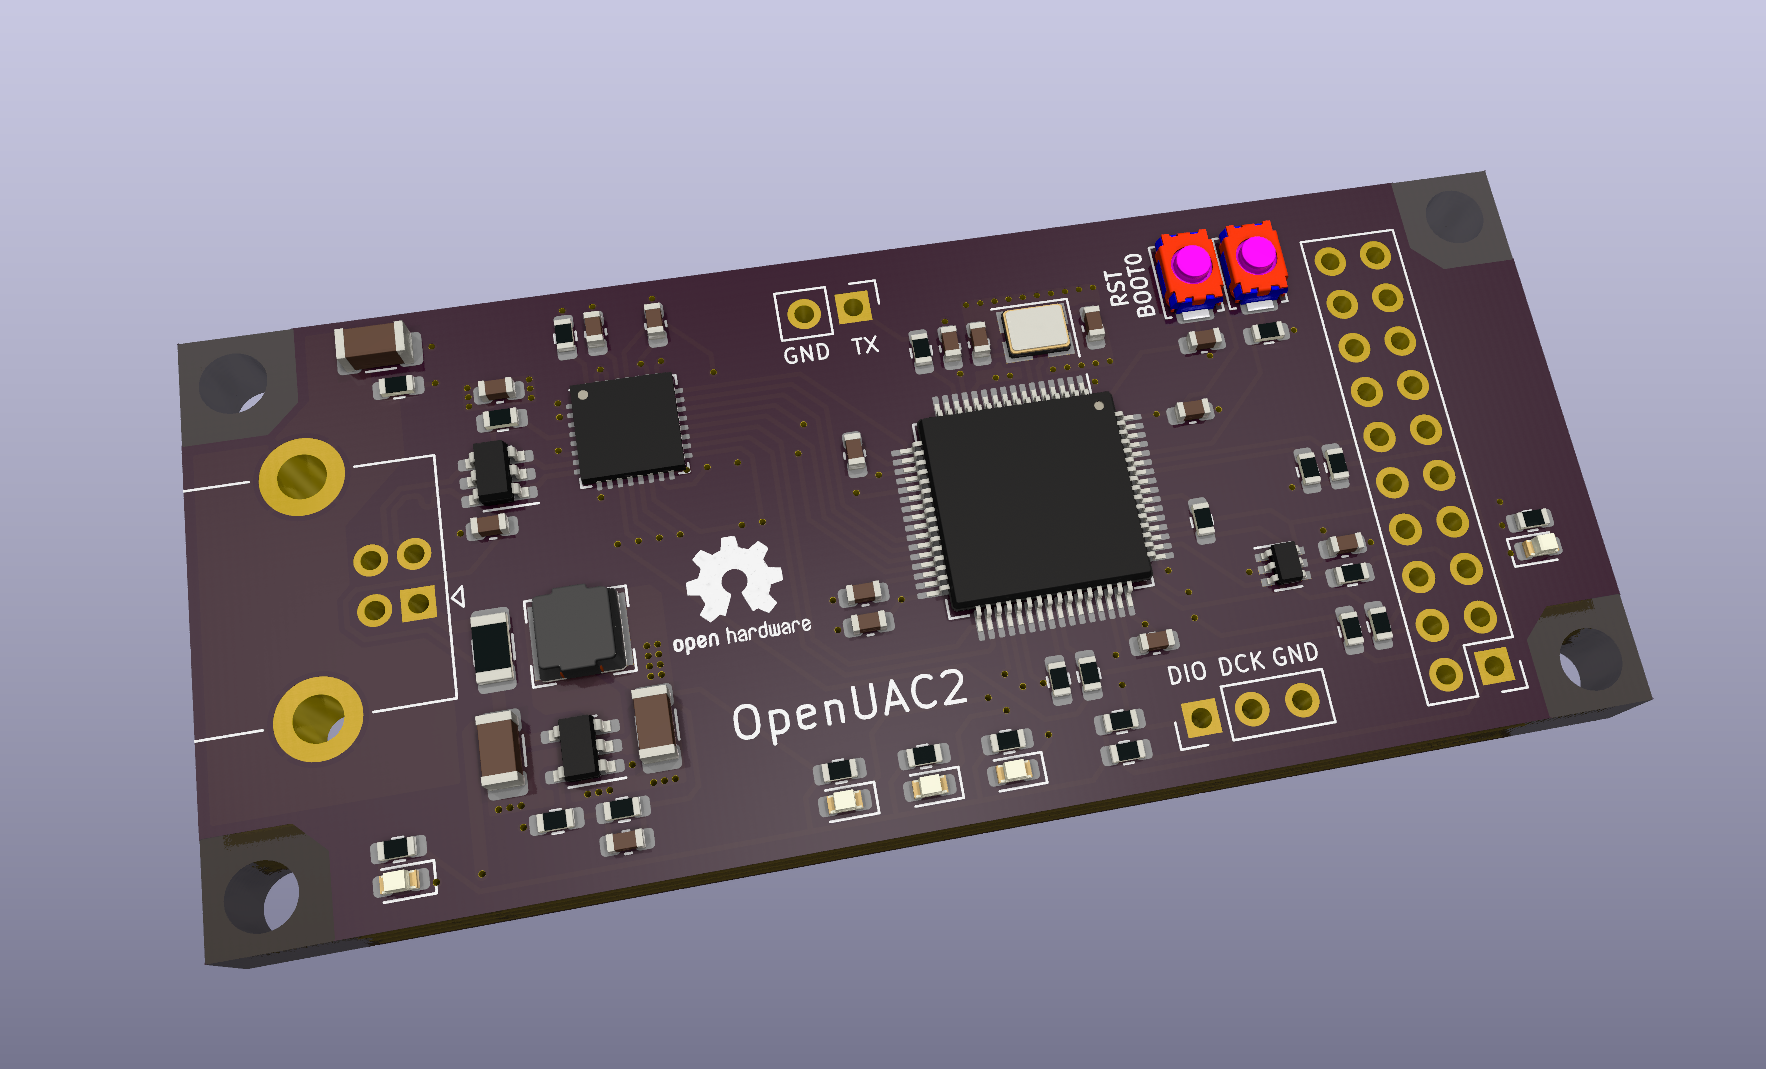 RST
BOOT0
GND TX
open hardware
OpenUAC2
DIO DCK GND